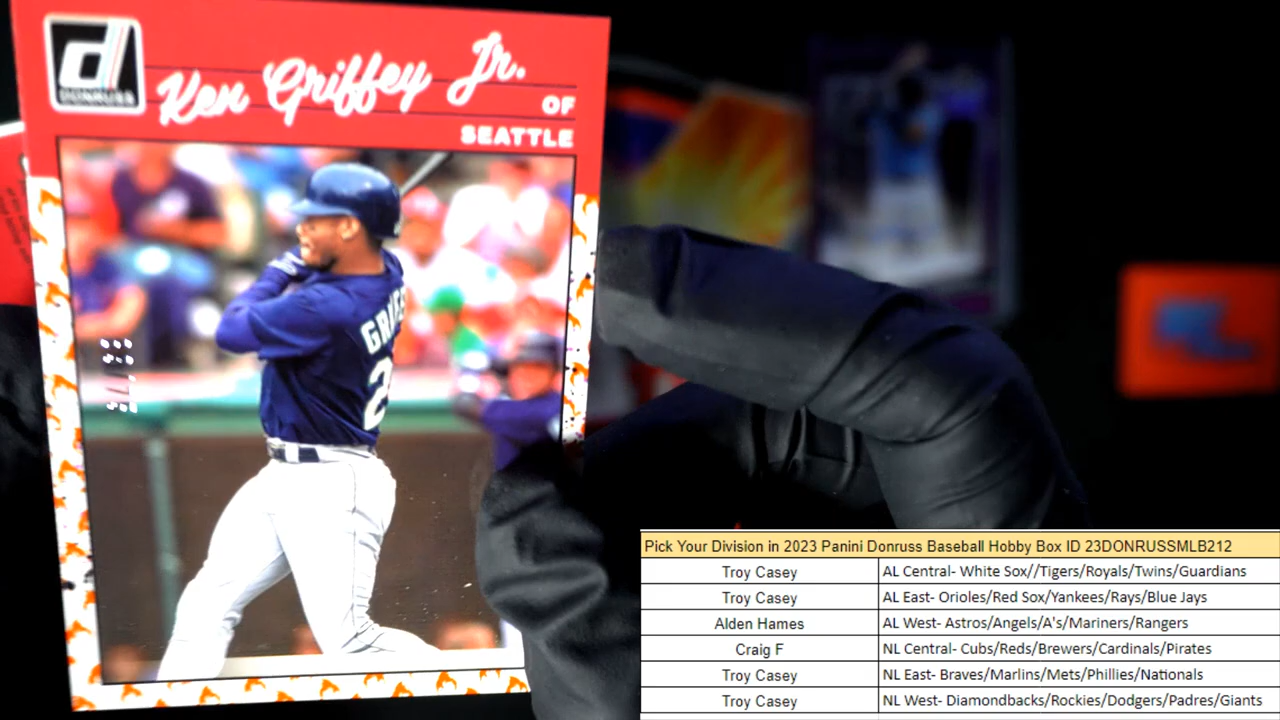 DONRUSS
Ken Griffey Jr.
OF
SEATTLE
Pick Your Division in 2023 Panini Donruss Baseball Hobby Box ID 23DONRUSSMLB212
Troy Casey AL Central- White Sox//Tigers/Royals/Twins/Guardians
Troy Casey AL East- Orioles/Red Sox/Yankees/Rays/Blue Jays
Alden Hames AL West- Astros/Angels/A's/Mariners/Rangers
Craig F NL Central- Cubs/Reds/Brewers/Cardinals/Pirates
Troy Casey NL East- Braves/Marlins/Mets/Phillies/Nationals
Troy Casey NL West- Diamondbacks/Rockies/Dodgers/Padres/Giants